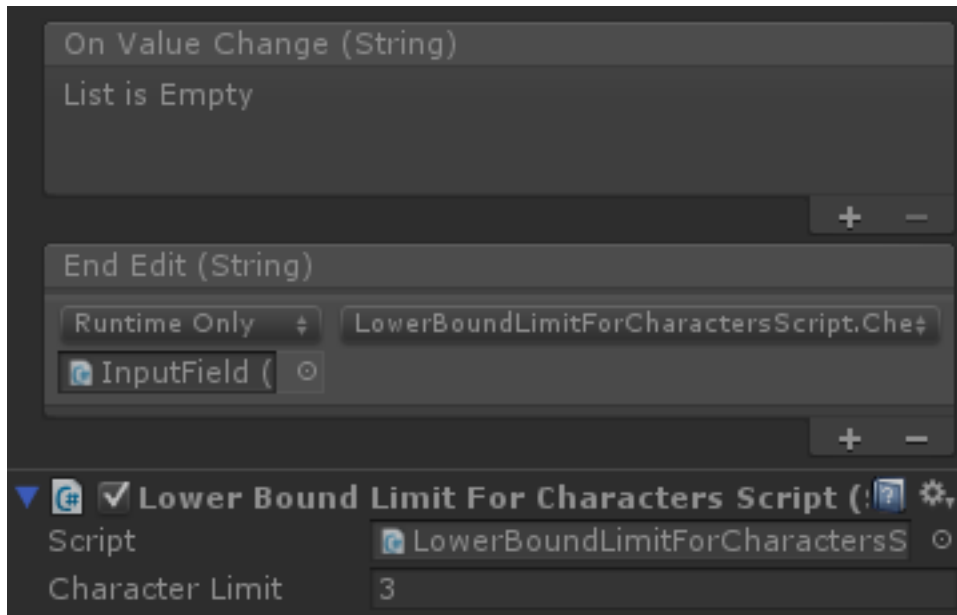 On Value Change (String)
List is Empty
+ −
End Edit (String)
Runtime Only LowerBoundLimitForCharactersScript.Che
InputField (
+ −
Lower Bound Limit For Characters Script (
Script LowerBoundLimitForCharactersS
Character Limit 3